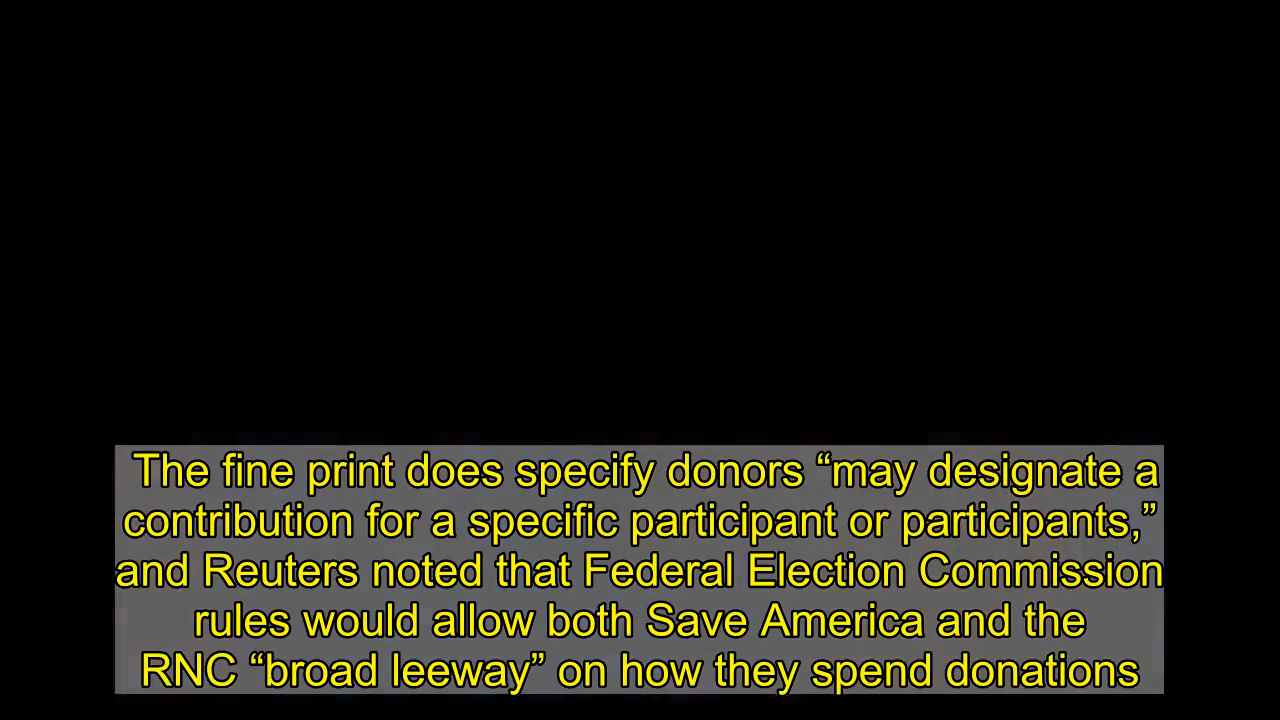 The fine print does specify donors “may designate a
contribution for a specific participant or participants,”
and Reuters noted that Federal Election Commission
rules would allow both Save America and the
RNC “broad leeway” on how they spend donations